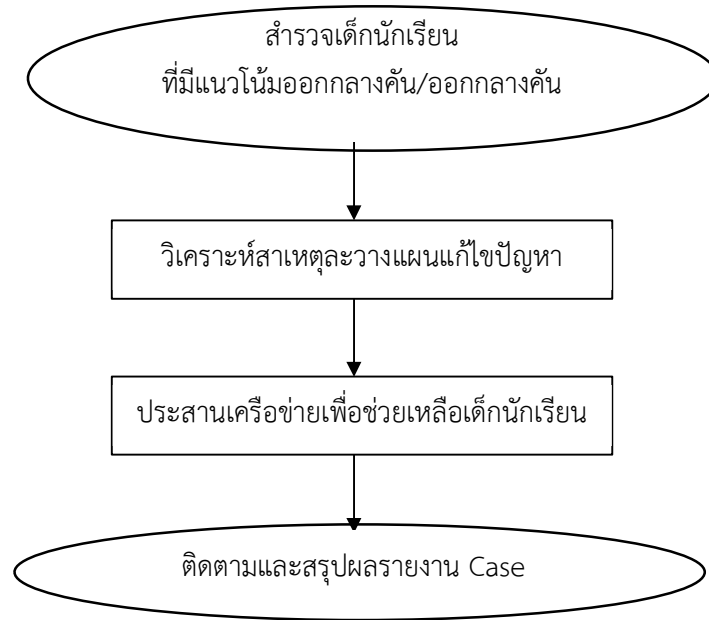 สำรวจเด็กนักเรียน
ที่มีแนวโน้มออกกลางคัน/ออกกลางคัน
วิเคราะห์สาเหตุละวางแผนแก้ไขปัญหา
ประสานเครือข่ายเพื่อช่วยเหลือเด็กนักเรียน
ติดตามและสรุปผลรายงาน Case